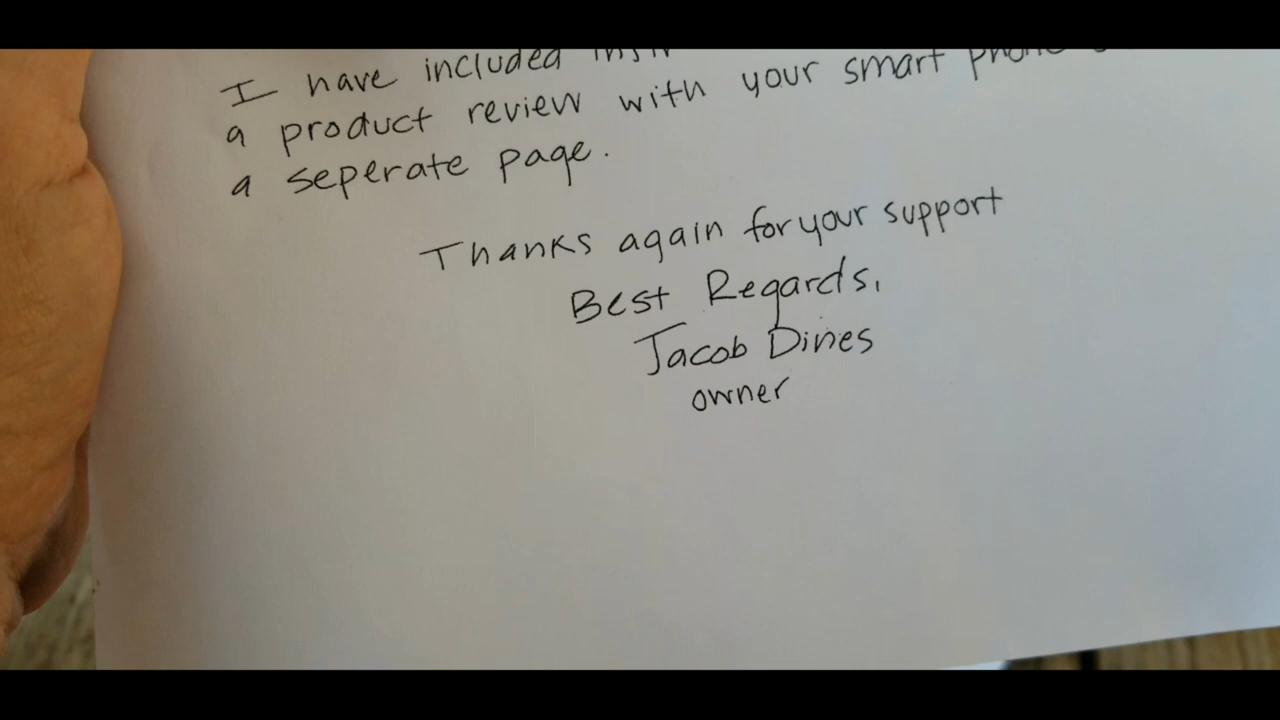 I have included
a product review with your smart phone
a seperate page.
Thanks again for your support
Best Regards,
Jacob Dines
owner